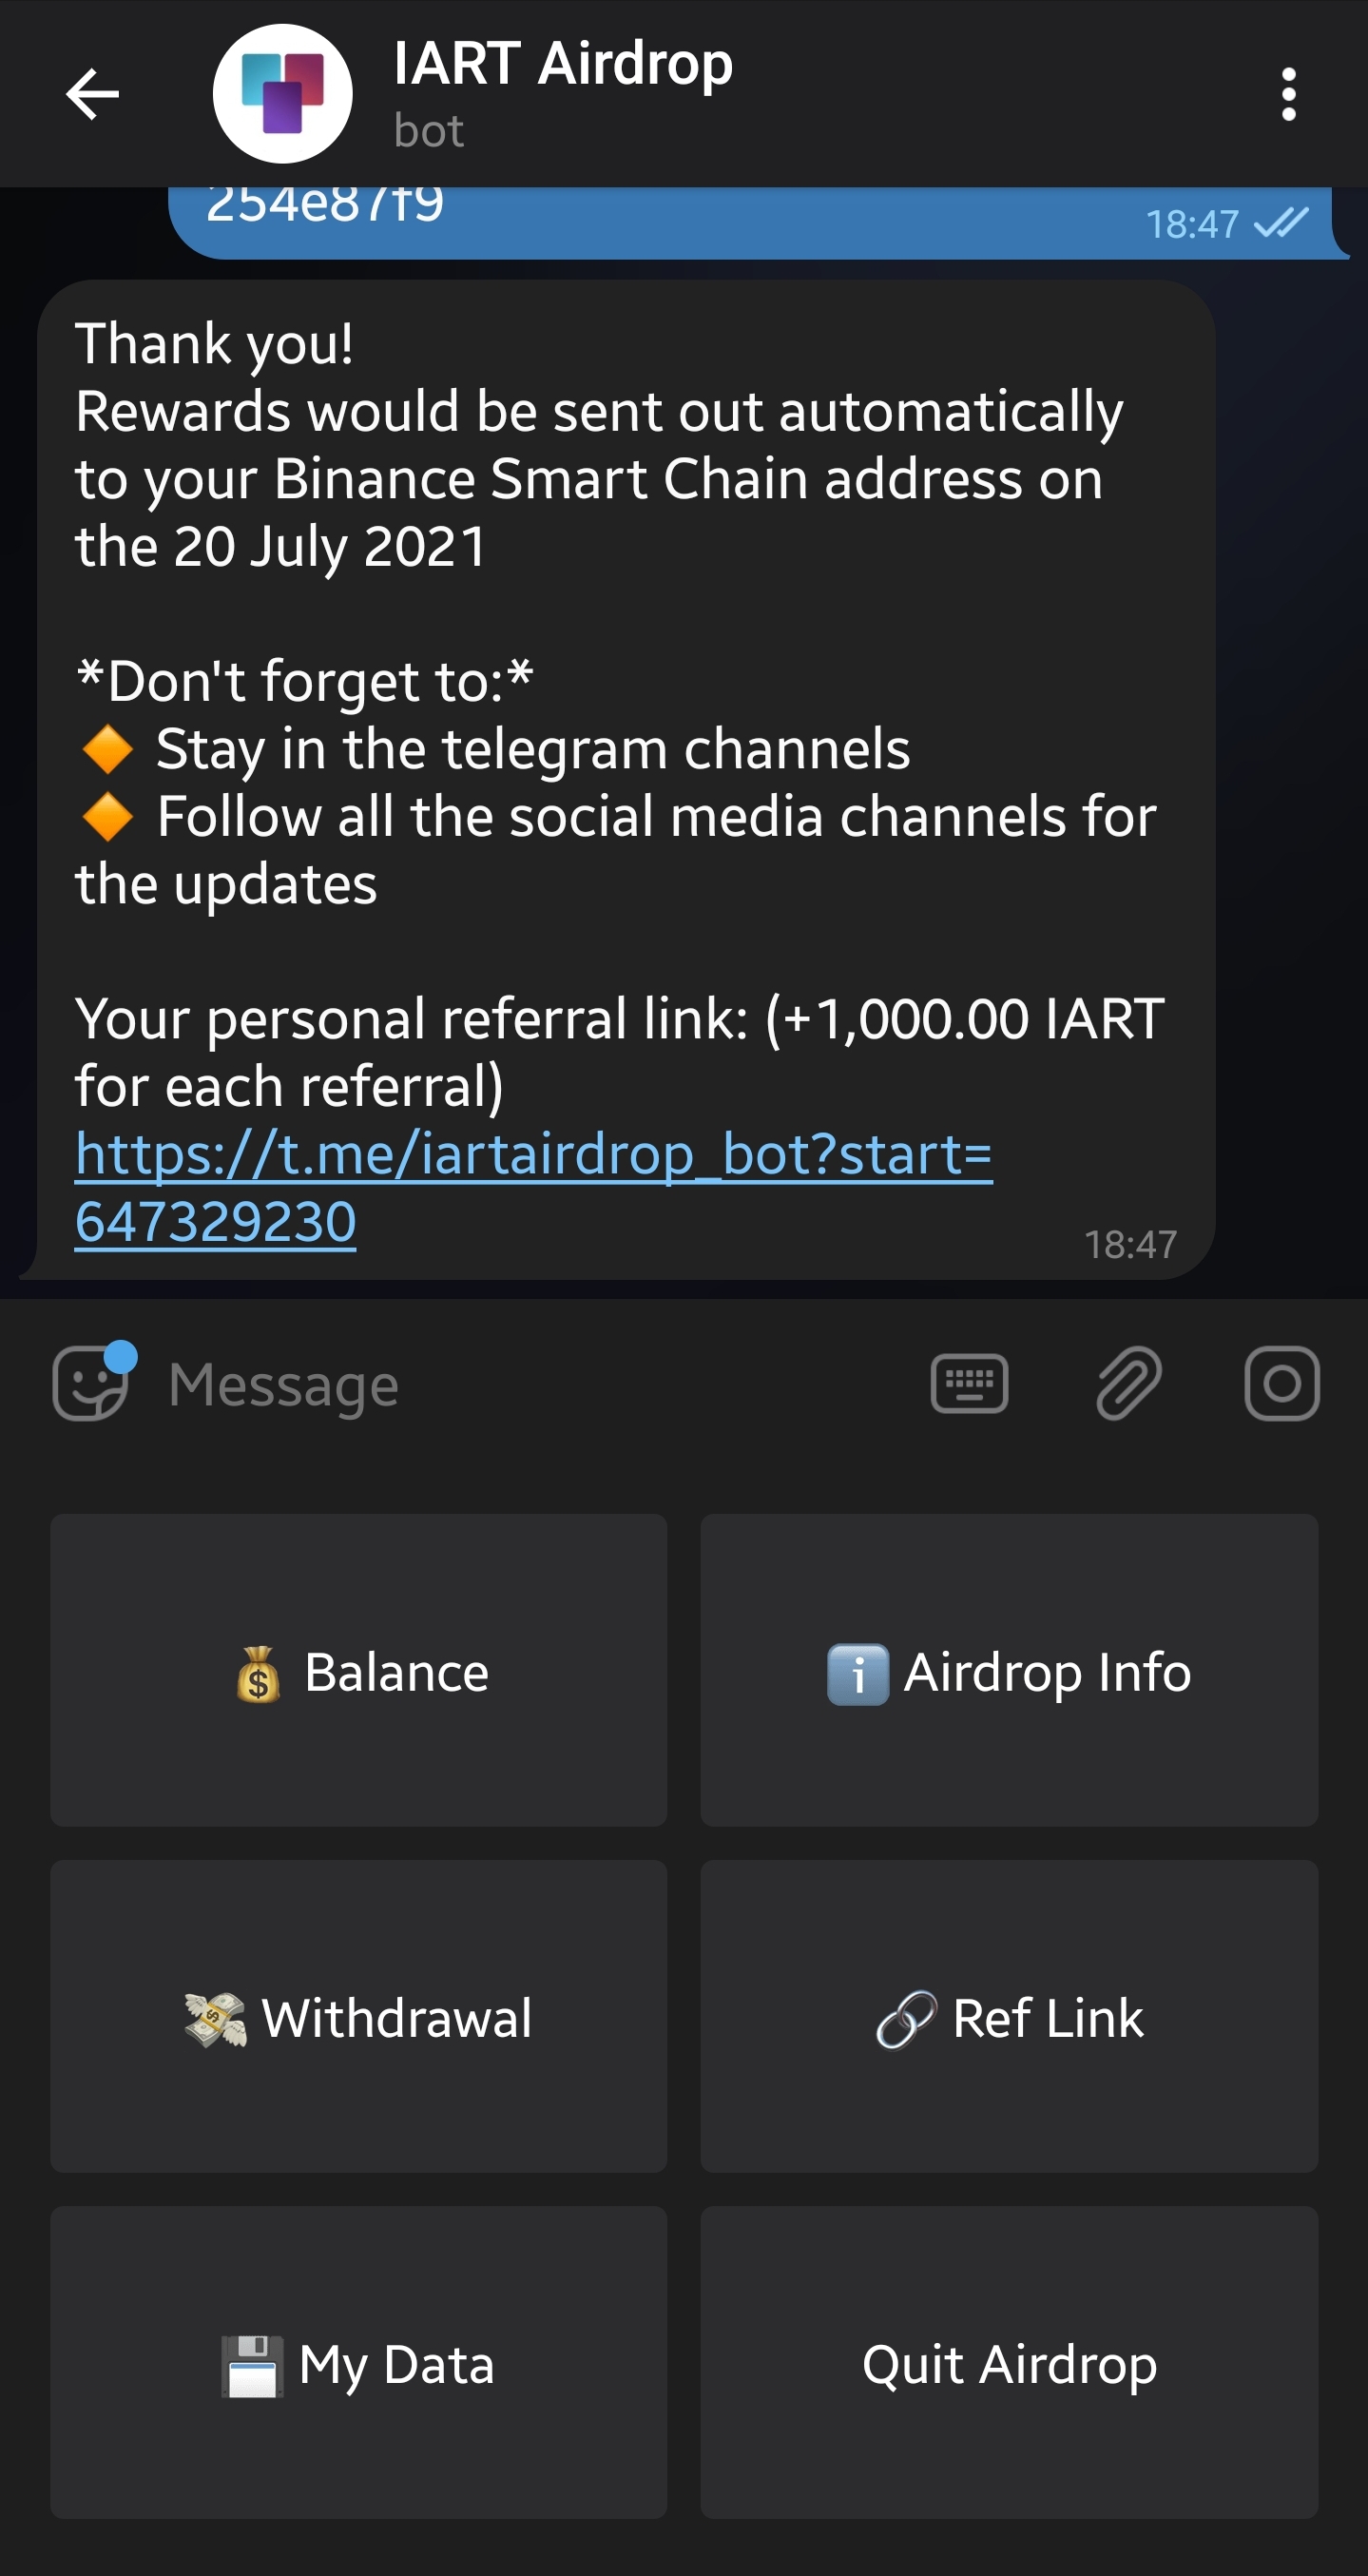 IART Airdrop
bot
254e87f9
18:47
Thank you!
Rewards would be sent out automatically
to your Binance Smart Chain address on
the 20 July 2021
*Don't forget to:*
🔶 Stay in the telegram channels
🔶 Follow all the social media channels for
the updates
Your personal referral link: (+1,000.00 IART
for each referral)
https://t.me/iartairdrop_bot?start=
647329230
18:47
Message
💰 Balance
ℹ️ Airdrop Info
💸 Withdrawal
🔗 Ref Link
💾 My Data
Quit Airdrop